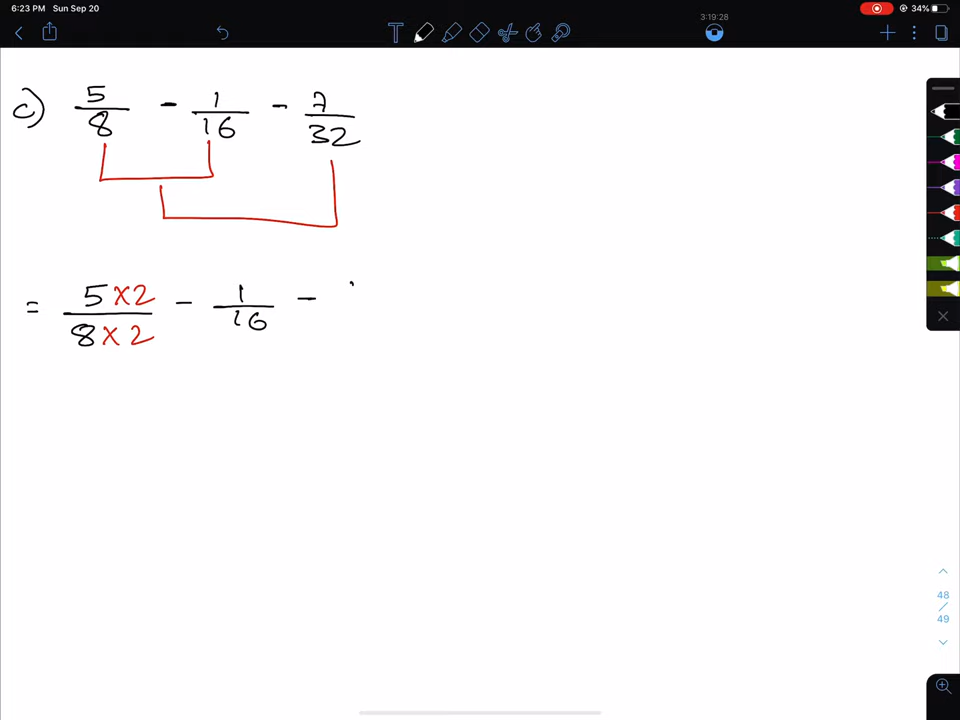 6:23 PM Sun Sep 20
34%
3:19:28
T
c) 5/8 - 1/16 - 7/32
= 5×2/8×2 - 1/16 -
48
/
49